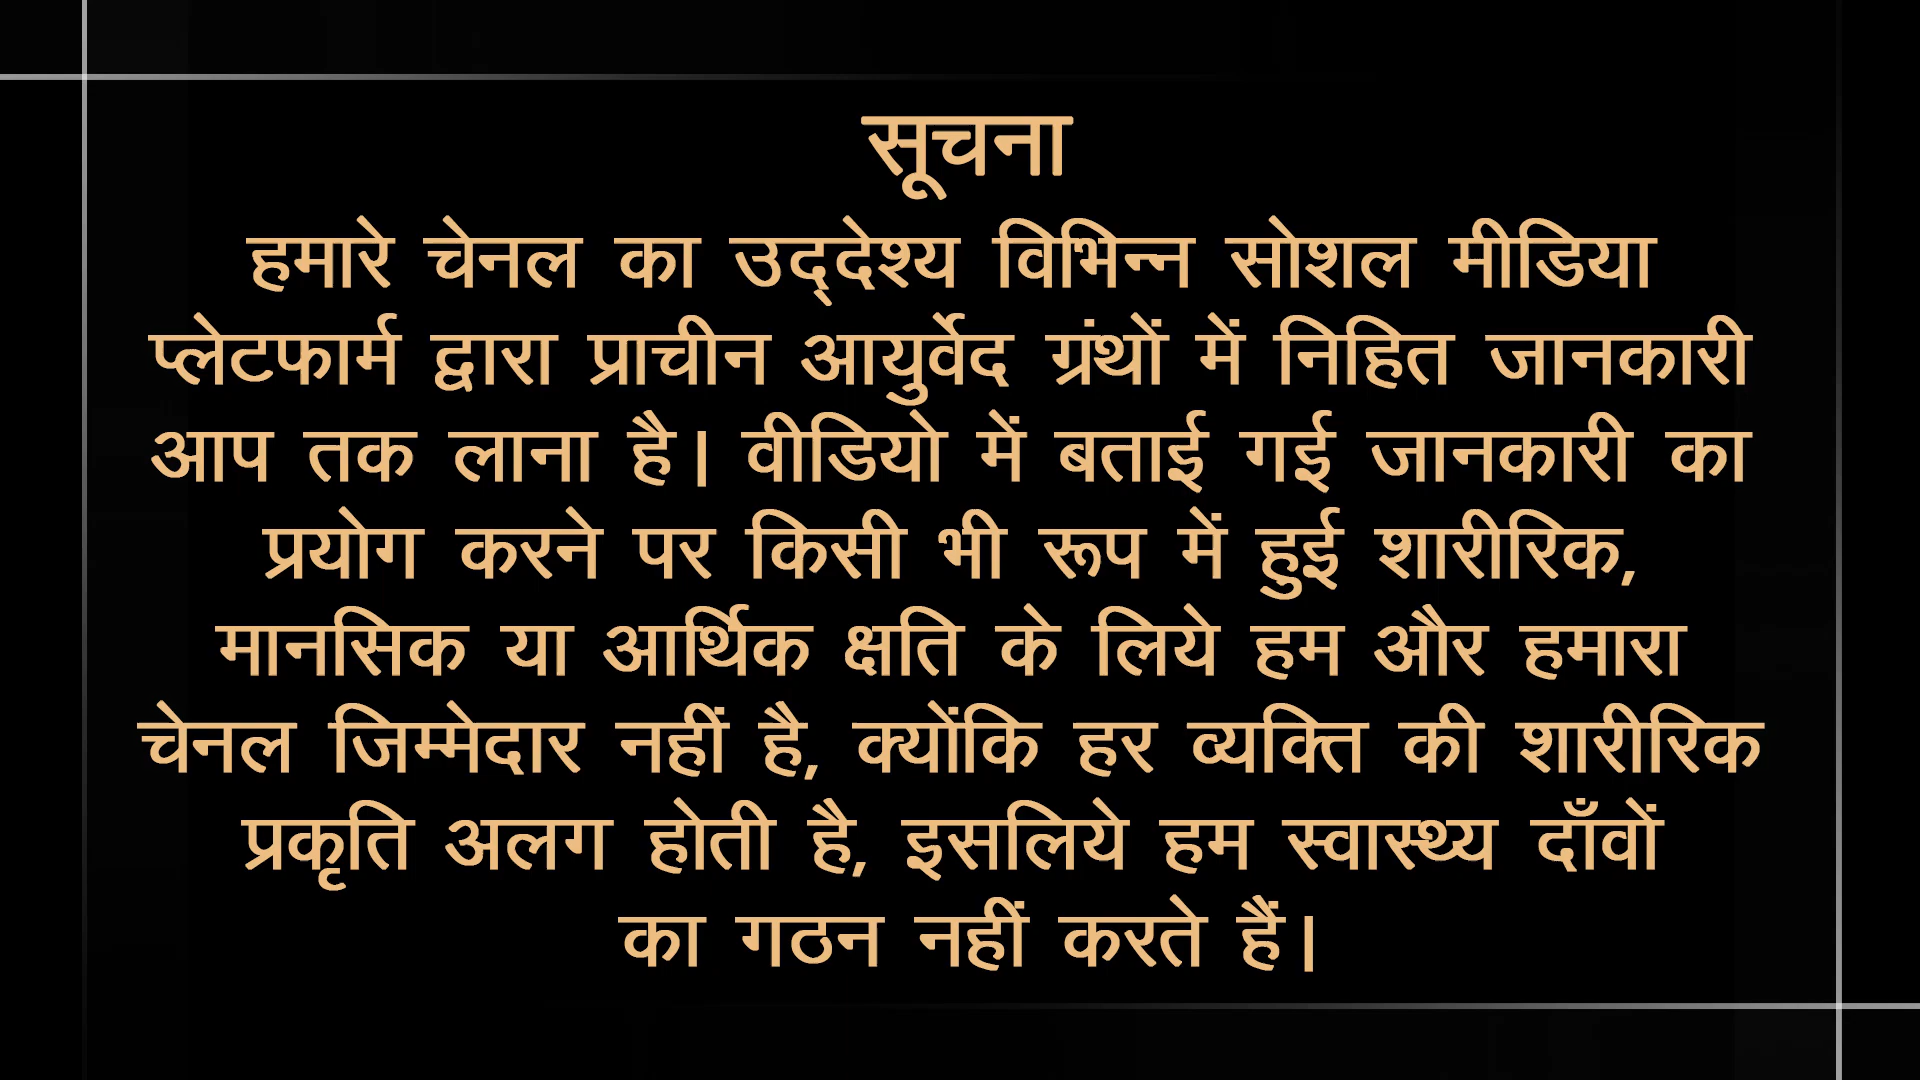 सूचना
हमारे चेनल का उद्‌देश्य विभिन्न सोशल मीडिया
प्लेटफार्म द्वारा प्राचीन आयुर्वेद ग्रंथों में निहित जानकारी
आप तक लाना है। वीडियो में बताई गई जानकारी का
प्रयोग करने पर किसी भी रूप में हुई शारीरिक,
मानसिक या आर्थिक क्षति के लिये हम और हमारा
चेनल जिम्मेदार नहीं है, क्योंकि हर व्यक्ति की शारीरिक
प्रकृति अलग होती है, इसलिये हम स्वास्थ्य दाँवों
का गठन नहीं करते हैं।